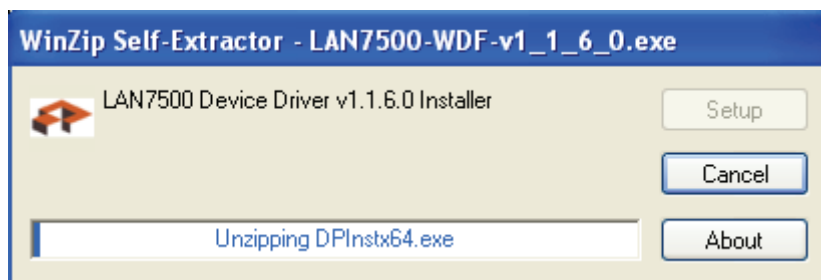 WinZip Self-Extractor - LAN7500-WDF-v1_1_6_0.exe
LAN7500 Device Driver v1.1.6.0 Installer
Setup
Cancel
Unzipping DPInstx64.exe
About